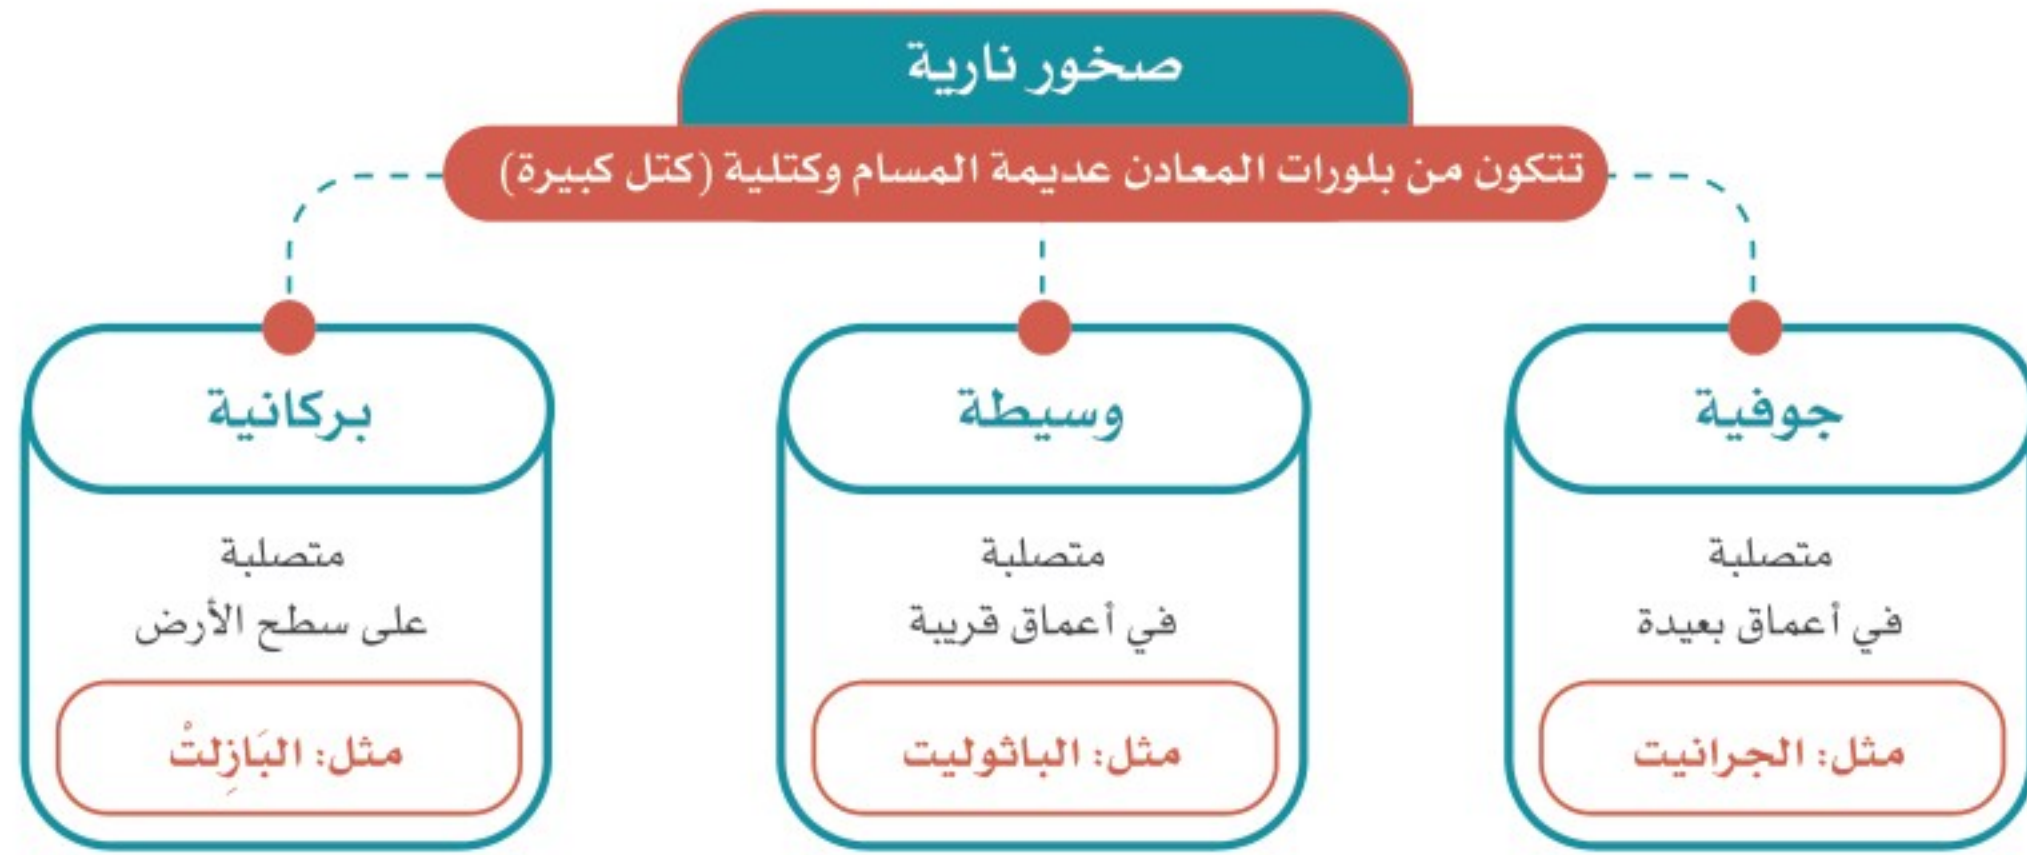 صخور نارية
تتكون من بلورات المعادن عديمة المسام وكتلية (كتل كبيرة)
جوفية
متصلبة
في أعماق بعيدة
مثل: الجرانيت
وسيطة
متصلبة
في أعماق قريبة
مثل: الباثوليت
بركانية
متصلبة
على سطح الأرض
مثل: البَازِلتْ